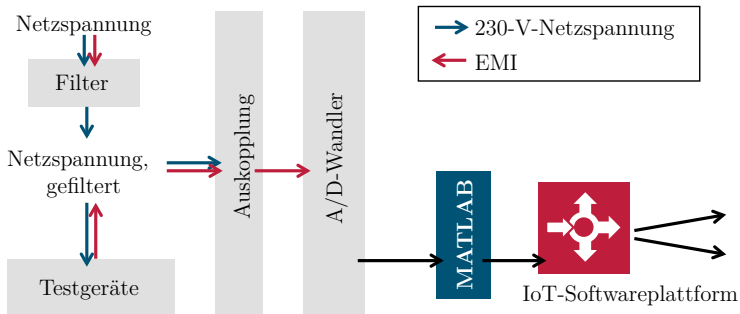 Netzspannung
Filter
Netzspannung,
gefiltert
Testgeräte
Auskopplung
A/D-Wandler
230-V-Netzspannung
EMI
MATLAB
IoT-Softwareplattform